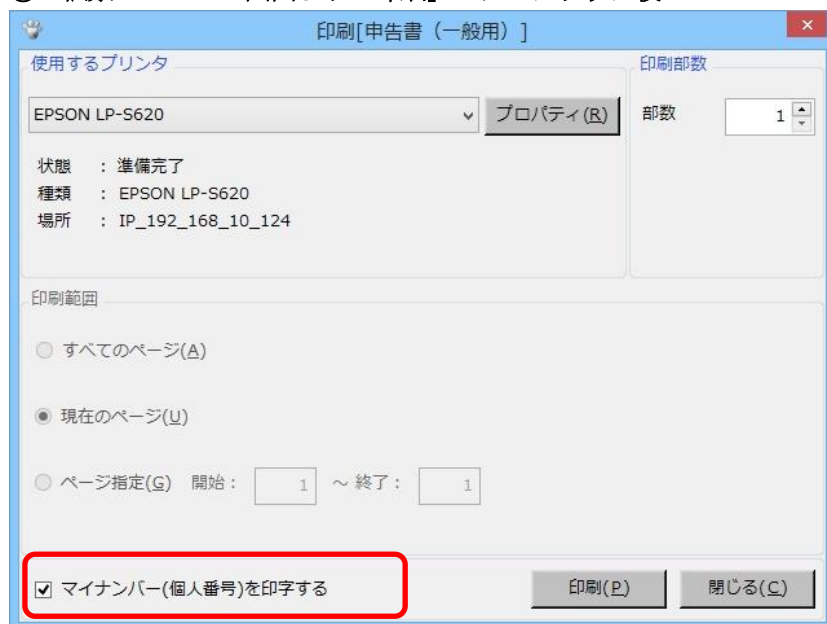 印刷[申告書（一般用）]
使用するプリンタ
印刷部数
EPSON LP-S620
プロパティ(R)
部数
1
状態 : 準備完了
種類 : EPSON LP-S620
場所 : IP_192_168_10_124
印刷範囲
すべてのページ(A)
現在のページ(U)
ページ指定(G) 開始： 1 ～ 終了： 1
マイナンバー(個人番号)を印字する
印刷(P)
閉じる(C)